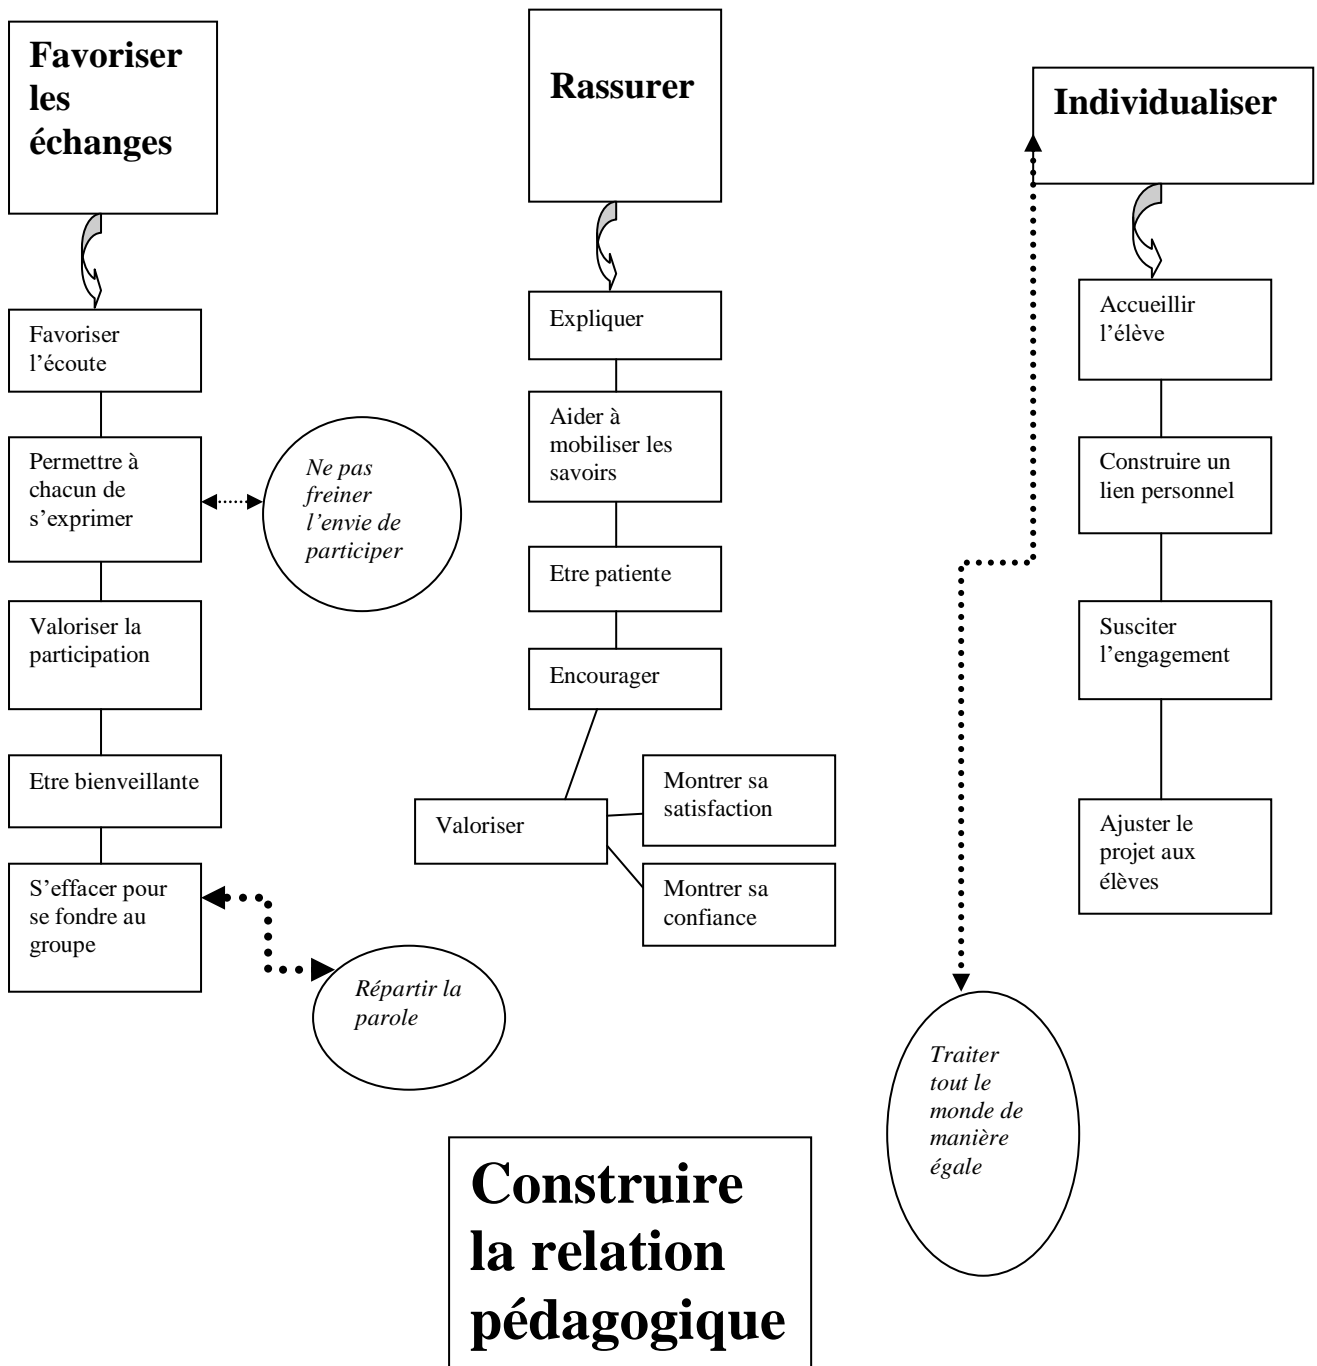 Favoriser
les
échanges
Favoriser
l’écoute
Permettre à
chacun de
s’exprimer
Ne pas
freiner
l’envie de
participer
Valoriser la
participation
Etre bienveillante
S’effacer pour
se fondre au
groupe
Répartir la
parole
Rassurer
Expliquer
Aider à
mobiliser les
savoirs
Etre patiente
Encourager
Valoriser
Montrer sa
satisfaction
Montrer sa
confiance
Individualiser
Accueillir
l’élève
Construire un
lien personnel
Susciter
l’engagement
Ajuster le
projet aux
élèves
Traiter
tout le
monde de
manière
égale
Construire
la relation
pédagogique